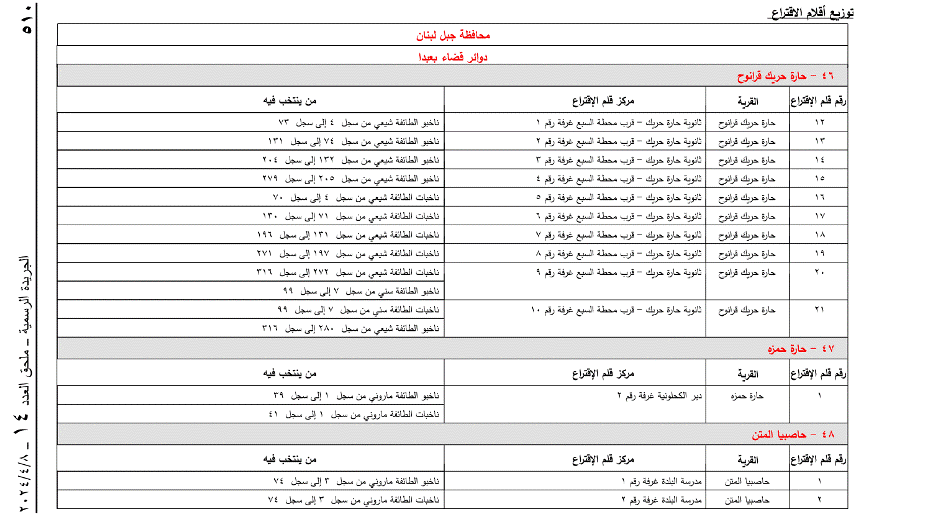 توزيع أقلام الاقتراع
٥١٠
محافظة جبل لبنان
دوائر قضاء بعبدا
٤٦ - حارة حريك قرانوح
رقم قلم الإقتراع القرية مركز قلم الإقتراع من ينتخب فيه
١٢ حارة حريك قرانوح ثانوية حارة حريك - قرب محطة السبع غرفة رقم ١ ناخبو الطائفة شيعي من سجل ٤ إلى سجل ٧٣
١٣ حارة حريك قرانوح ثانوية حارة حريك - قرب محطة السبع غرفة رقم ٢ ناخبو الطائفة شيعي من سجل ٧٤ إلى سجل ١٣١
١٤ حارة حريك قرانوح ثانوية حارة حريك - قرب محطة السبع غرفة رقم ٣ ناخبو الطائفة شيعي من سجل ١٣٢ إلى سجل ٢٠٤
١٥ حارة حريك قرانوح ثانوية حارة حريك - قرب محطة السبع غرفة رقم ٤ ناخبو الطائفة شيعي من سجل ٢٠٥ إلى سجل ٢٧٩
١٦ حارة حريك قرانوح ثانوية حارة حريك - قرب محطة السبع غرفة رقم ٥ ناخبات الطائفة شيعي من سجل ٤ إلى سجل ٧٠
١٧ حارة حريك قرانوح ثانوية حارة حريك - قرب محطة السبع غرفة رقم ٦ ناخبات الطائفة شيعي من سجل ٧١ إلى سجل ١٣٠
١٨ حارة حريك قرانوح ثانوية حارة حريك - قرب محطة السبع غرفة رقم ٧ ناخبات الطائفة شيعي من سجل ١٣١ إلى سجل ١٩٦
١٩ حارة حريك قرانوح ثانوية حارة حريك - قرب محطة السبع غرفة رقم ٨ ناخبات الطائفة شيعي من سجل ١٩٧ إلى سجل ٢٧١
٢٠ حارة حريك قرانوح ثانوية حارة حريك - قرب محطة السبع غرفة رقم ٩ ناخبات الطائفة شيعي من سجل ٢٧٢ إلى سجل ٣١٦
ناخبو الطائفة سني من سجل ٧ إلى سجل ٩٩
٢١ حارة حريك قرانوح ثانوية حارة حريك - قرب محطة السبع غرفة رقم ١٠ ناخبات الطائفة سني من سجل ٧ إلى سجل ٩٩
ناخبو الطائفة شيعي من سجل ٢٨٠ إلى سجل ٣١٦
٤٧ - حارة حمزه
رقم قلم الإقتراع القرية مركز قلم الإقتراع من ينتخب فيه
١ حارة حمزه دير الكحلونية غرفة رقم ٢ ناخبو الطائفة ماروني من سجل ١ إلى سجل ٣٩
ناخبات الطائفة ماروني من سجل ١ إلى سجل ٤١
٤٨ - حاصبيا المتن
رقم قلم الإقتراع القرية مركز قلم الإقتراع من ينتخب فيه
١ حاصبيا المتن مدرسة البلدة غرفة رقم ١ ناخبو الطائفة ماروني من سجل ٣ إلى سجل ٧٤
٢ حاصبيا المتن مدرسة البلدة غرفة رقم ٢ ناخبات الطائفة ماروني من سجل ٣ إلى سجل ٧٤
الجريدة الرسمية - ملحق العدد ١٤ - ٢٠٢٤/٤/٨